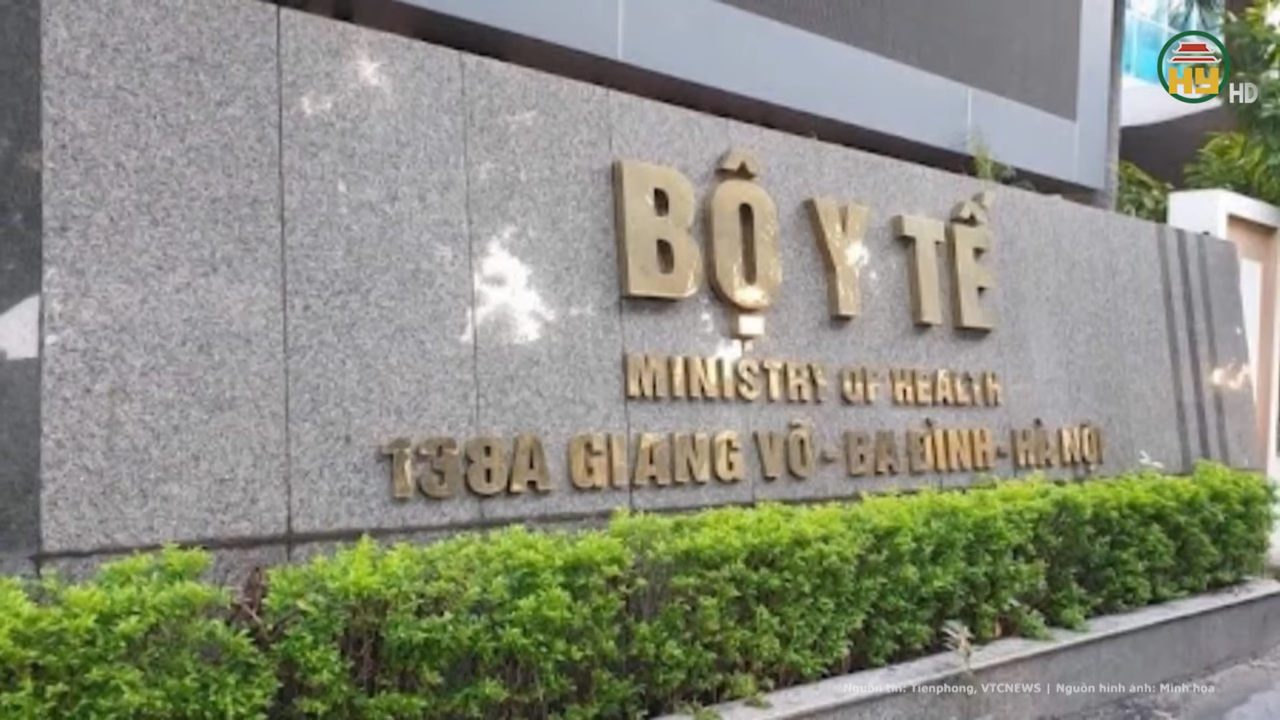 HY HD
BỘ Y TẾ
MINISTRY OF HEALTH
138A GIANG VÕ - BA ĐÌNH - HÀ NỘI
Nguồn tin: Tienphong, VTCNEWS | Nguồn hình ảnh: Minh họa